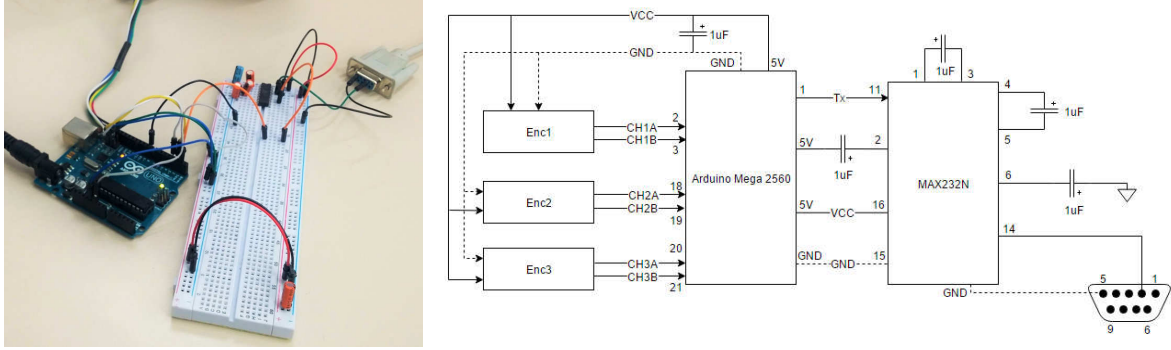 ARDUINO
UNO
VCC
+
1uF
GND
GND
5V
Enc1
CH1A
CH1B
2
3
Enc2
CH2A
CH2B
18
19
Enc3
CH3A
CH3B
20
21
Arduino Mega 2560
1
Tx
11
5V
+
1uF
2
5V
VCC
16
GND
GND
15
MAX232N
+
1uF
1
3
4
5
+
1uF
6
+
1uF
14
GND
5
1
9
6